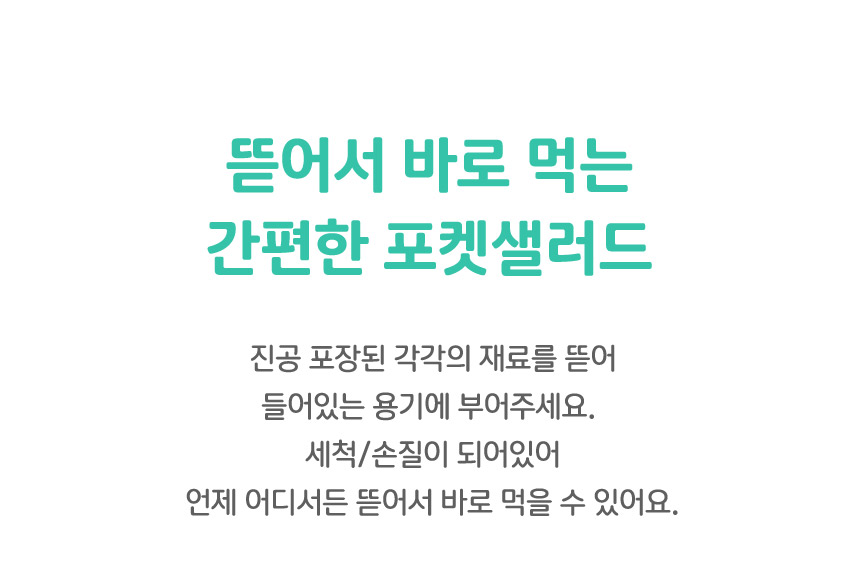 뜯어서 바로 먹는
간편한 포켓샐러드
진공 포장된 각각의 재료를 뜯어
들어있는 용기에 부어주세요.
세척/손질이 되어있어
언제 어디서든 뜯어서 바로 먹을 수 있어요.